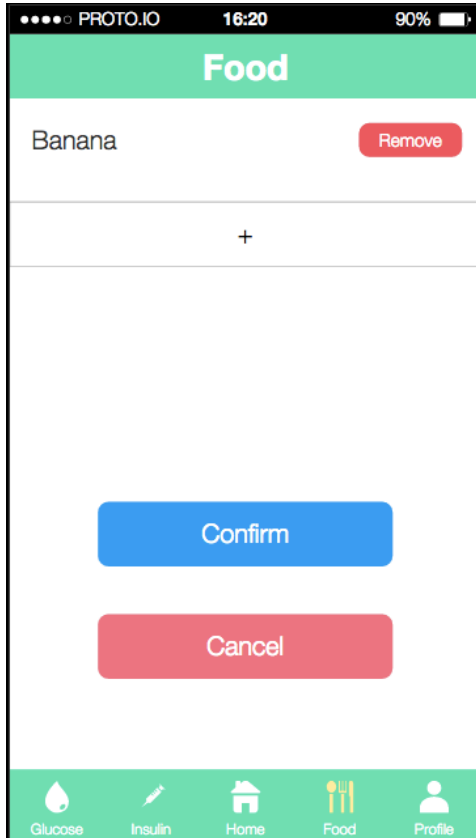 PROTO.IO 16:20 90%
Food
Banana Remove
+
Confirm
Cancel
Glucose Insulin Home Food Profile